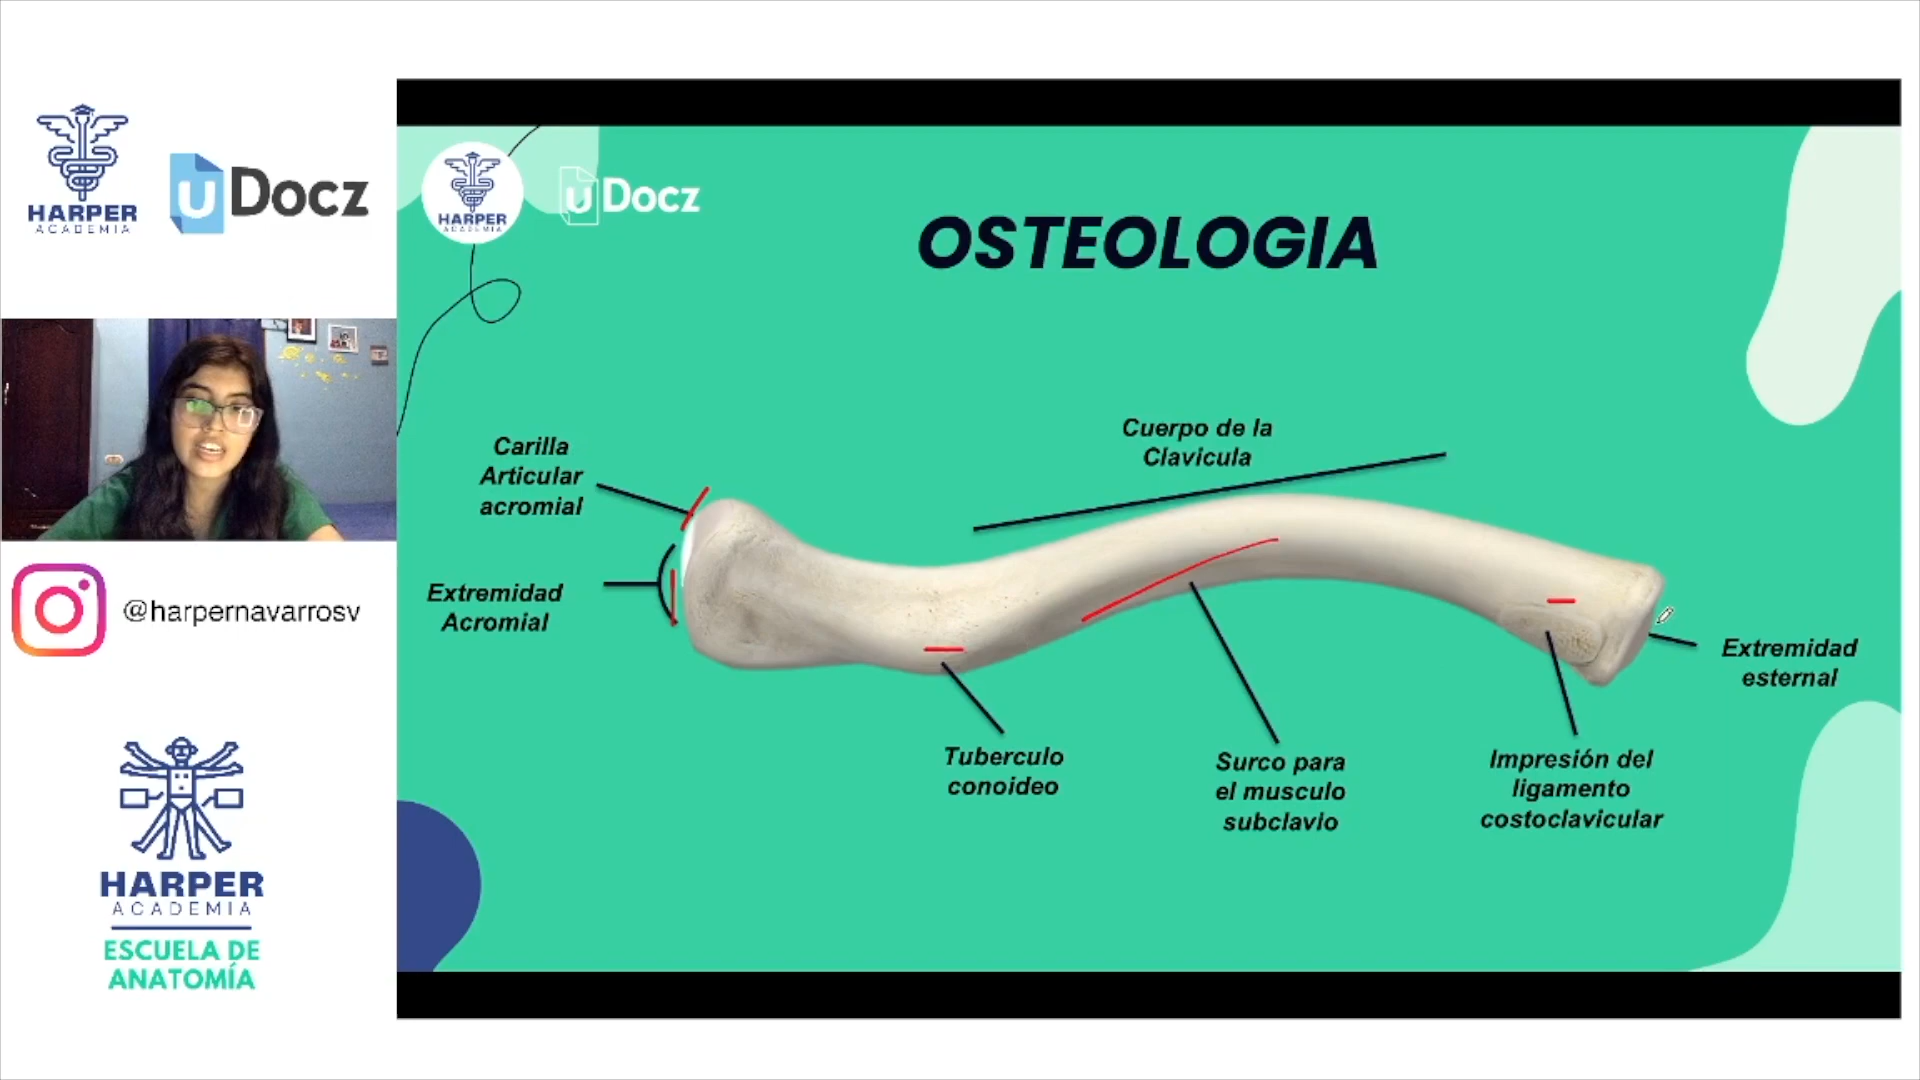 HARPER
ACADEMIA
uDocz
@harpernavarrosv
HARPER
ACADEMIA
ESCUELA DE
ANATOMÍA
HARPER
ACADEMIA
uDocz
OSTEOLOGIA
Carilla
Articular
acromial
Extremidad
Acromial
Cuerpo de la
Clavicula
Tuberculo
conoideo
Surco para
el musculo
subclavio
Impresión del
ligamento
costoclavicular
Extremidad
esternal